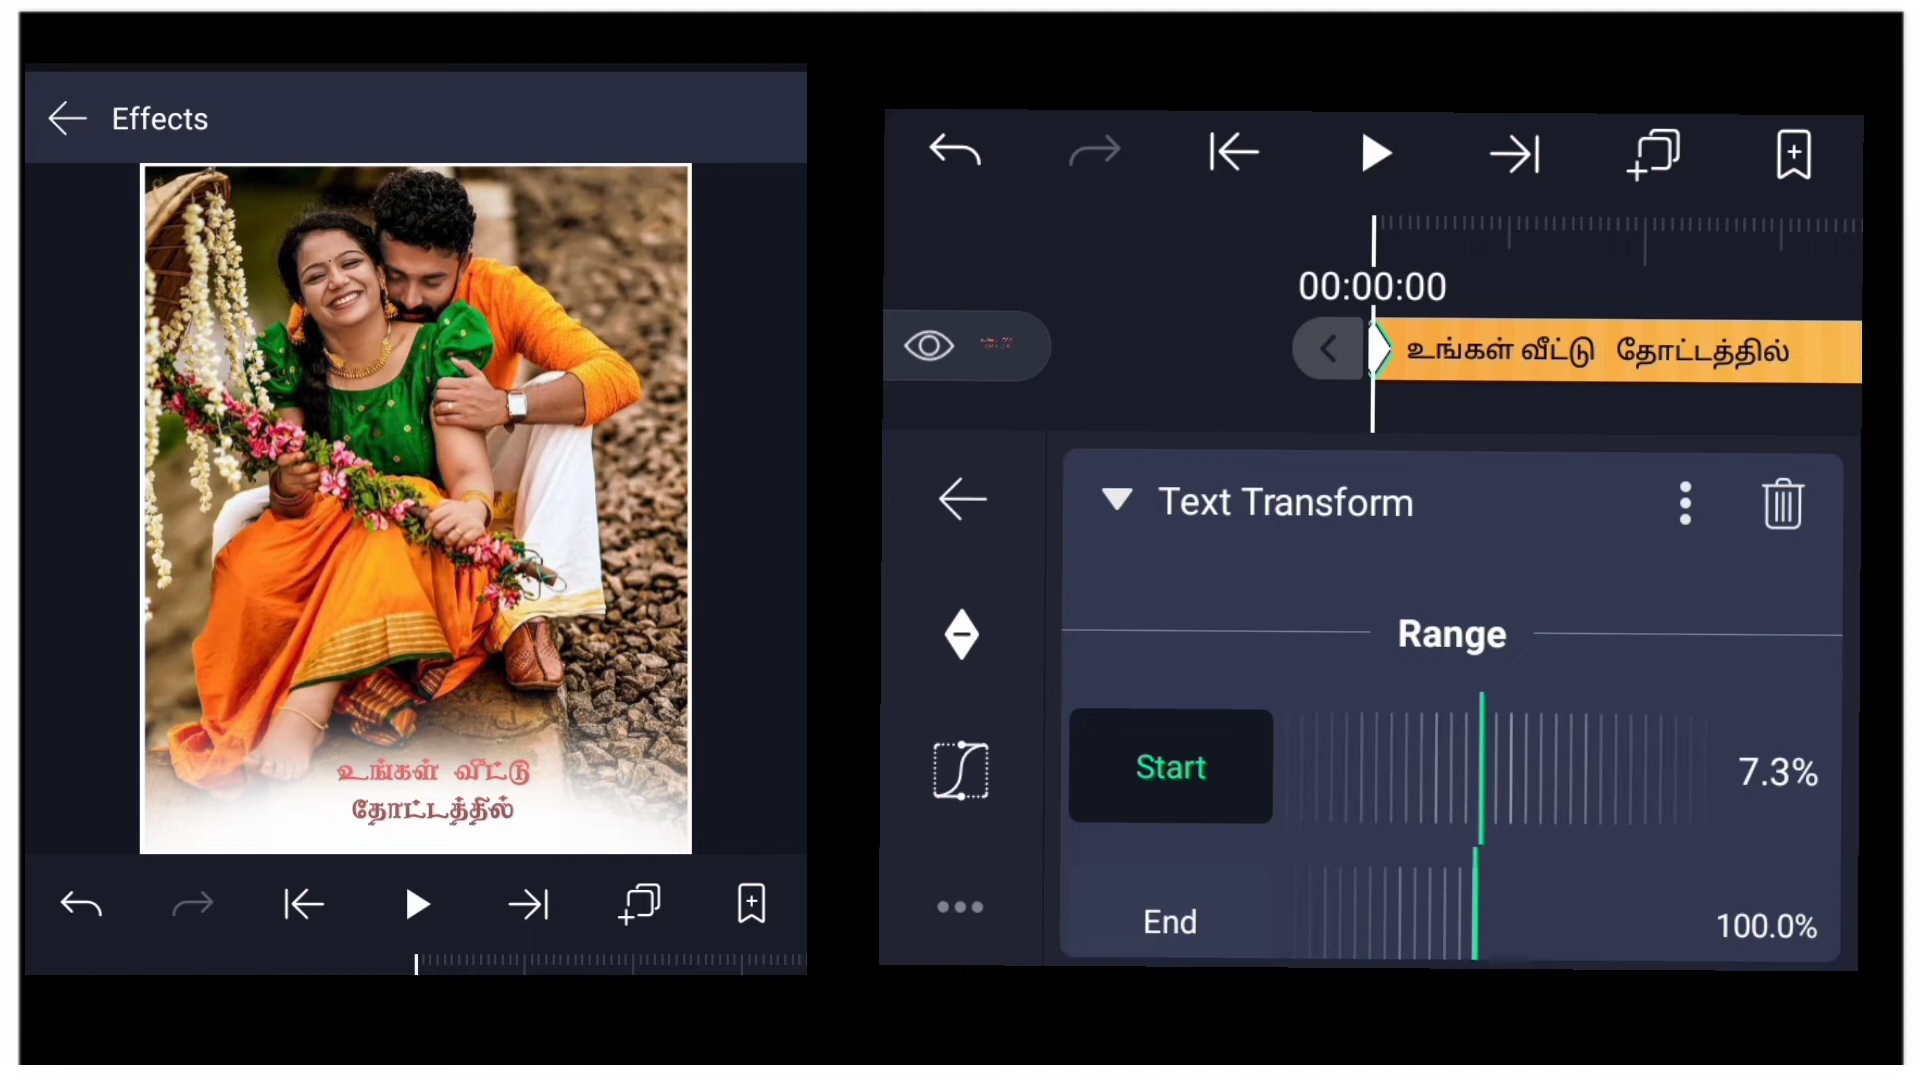 Effects
உங்கள் வீட்டு
தோட்டத்தில்
00:00:00
உங்கள் வீட்டு தோட்டத்தில்
Text Transform
Range
Start
7.3%
End
100.0%